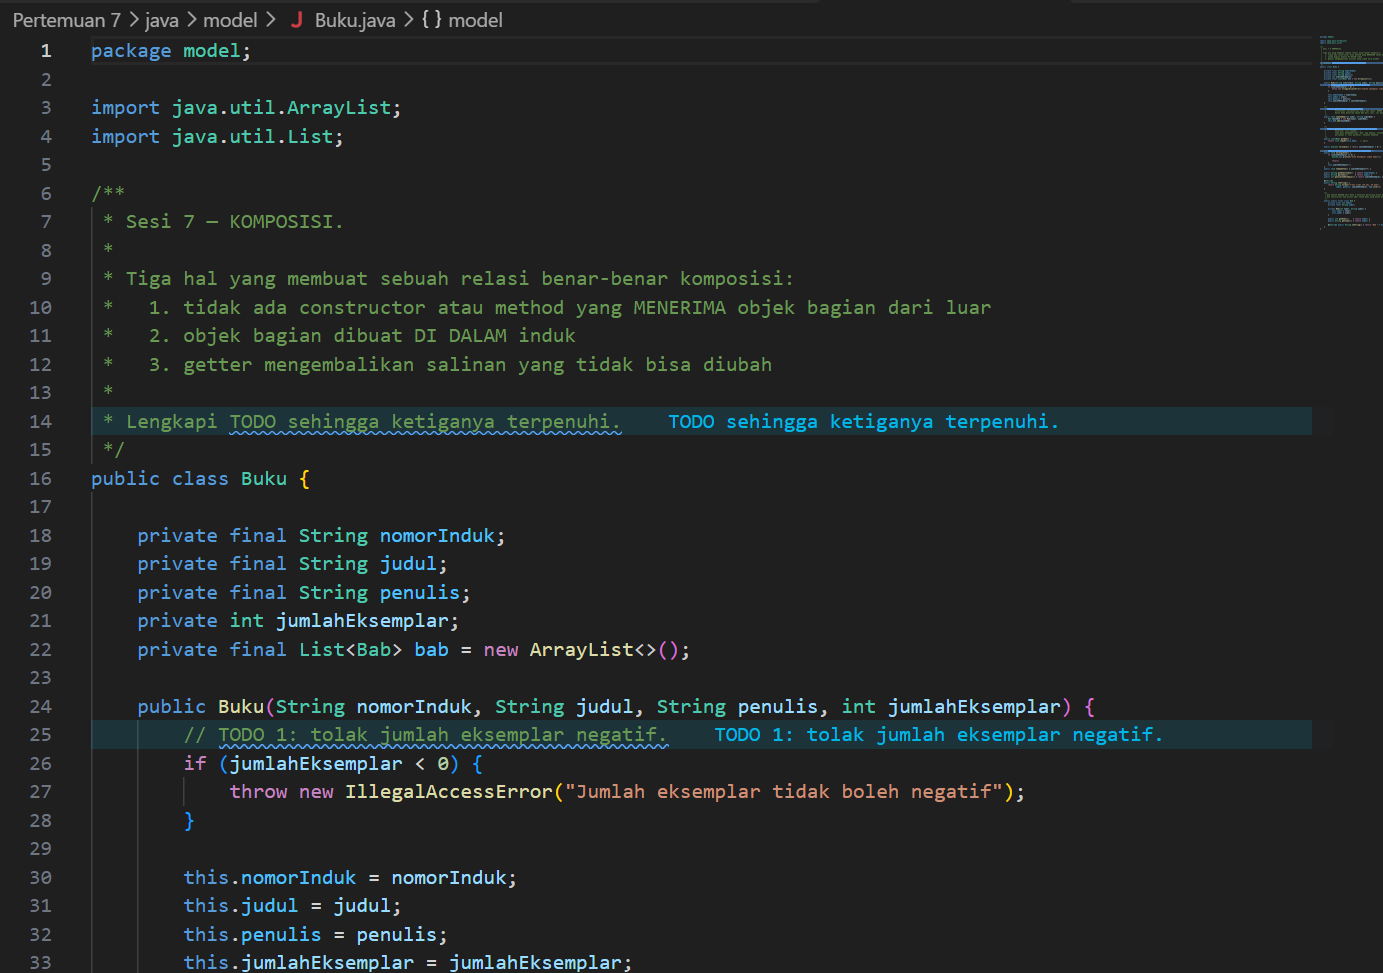 Pertemuan 7 > java > model > J Buku.java > {} model
1 package model;
2
3 import java.util.ArrayList;
4 import java.util.List;
5
6 /**
7  * Sesi 7 — KOMPOSISI.
8  *
9  * Tiga hal yang membuat sebuah relasi benar-benar komposisi:
10  *   1. tidak ada constructor atau method yang MENERIMA objek bagian dari luar
11  *   2. objek bagian dibuat DI DALAM induk
12  *   3. getter mengembalikan salinan yang tidak bisa diubah
13  *
14  * Lengkapi TODO sehingga ketiganya terpenuhi.    TODO sehingga ketiganya terpenuhi.
15  */
16 public class Buku {
17
18     private final String nomorInduk;
19     private final String judul;
20     private final String penulis;
21     private int jumlahEksemplar;
22     private final List<Bab> bab = new ArrayList<>();
23
24     public Buku(String nomorInduk, String judul, String penulis, int jumlahEksemplar) {
25         // TODO 1: tolak jumlah eksemplar negatif.    TODO 1: tolak jumlah eksemplar negatif.
26         if (jumlahEksemplar < 0) {
27             throw new IllegalAccessError("Jumlah eksemplar tidak boleh negatif");
28         }
29
30         this.nomorInduk = nomorInduk;
31         this.judul = judul;
32         this.penulis = penulis;
33         this.jumlahEksemplar = jumlahEksemplar;